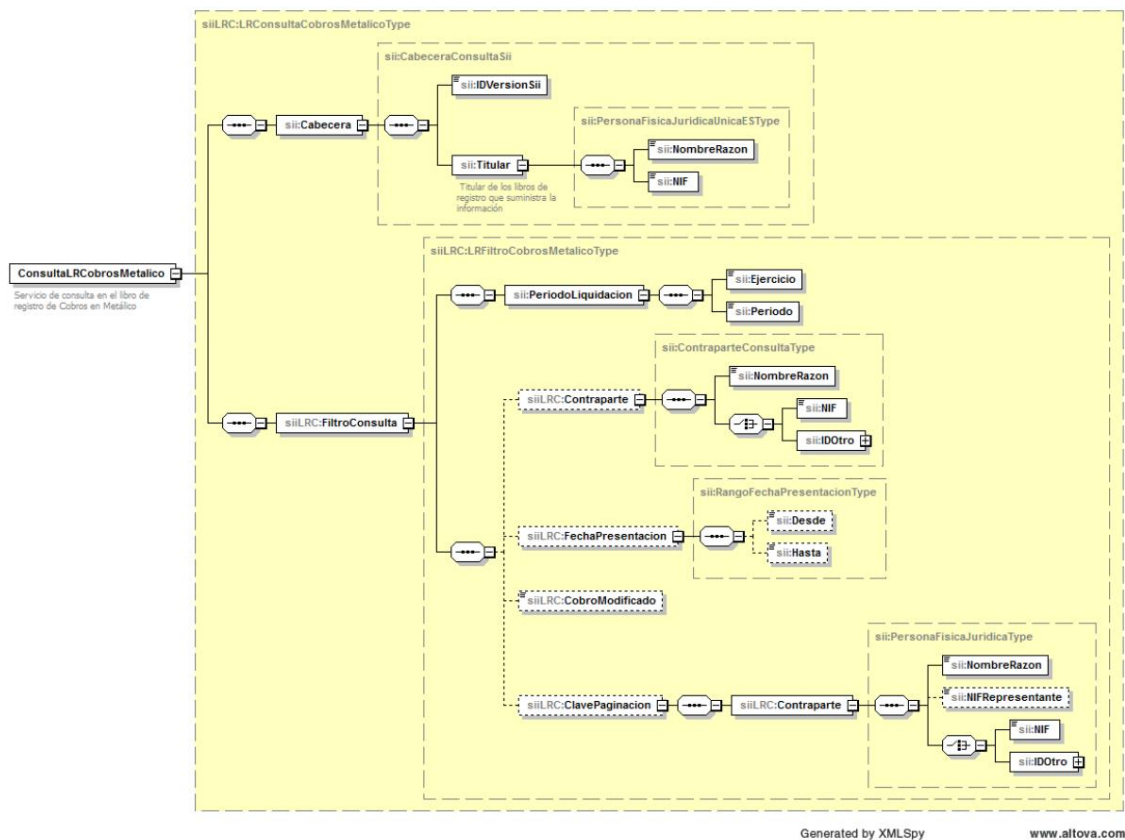 siiLRC:LRConsultaCobrosMetalicoType
sii:CabeceraConsultaSii
sii:IDVersionSii
sii:PersonaFisicaJuridicaUnicaESType
sii:Cabecera
sii:NombreRazon
sii:Titular
sii:NIF
Titular de los libros de
registro que suministra la
información
siiLRC:LRFiltroCobrosMetalicoType
ConsultaLRCobrosMetalico
Servicio de consulta en el libro de
registro de Cobros en Metálico
sii:PeriodoLiquidacion
sii:Ejercicio
sii:Periodo
sii:ContraparteConsultaType
siiLRC:Contraparte
sii:NombreRazon
sii:NIF
sii:IDOtro
siiLRC:FiltroConsulta
sii:RangoFechaPresentacionType
sii:Desde
siiLRC:FechaPresentacion
sii:Hasta
siiLRC:CobroModificado
sii:PersonaFisicaJuridicaType
sii:NombreRazon
sii:NIFRepresentante
siiLRC:ClavePaginacion
siiLRC:Contraparte
sii:NIF
sii:IDOtro
Generated by XMLSpy
www.altova.com